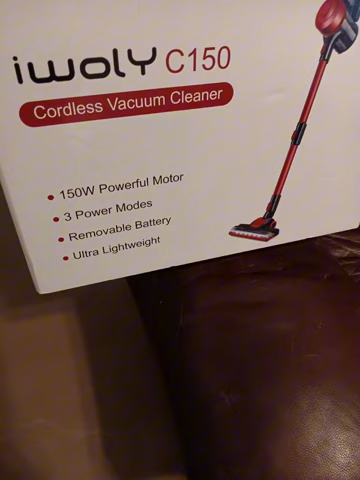 iwoly C150
Cordless Vacuum Cleaner
• 150W Powerful Motor
• 3 Power Modes
• Removable Battery
• Ultra Lightweight